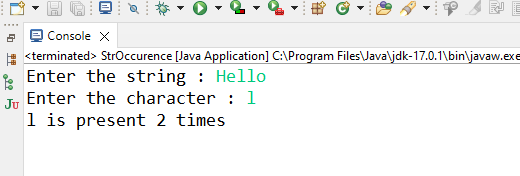 Console
<terminated> StrOccurence [Java Application] C:\Program Files\Java\jdk-17.0.1\bin\javaw.exe
Enter the string : Hello
Enter the character : l
l is present 2 times
Ju